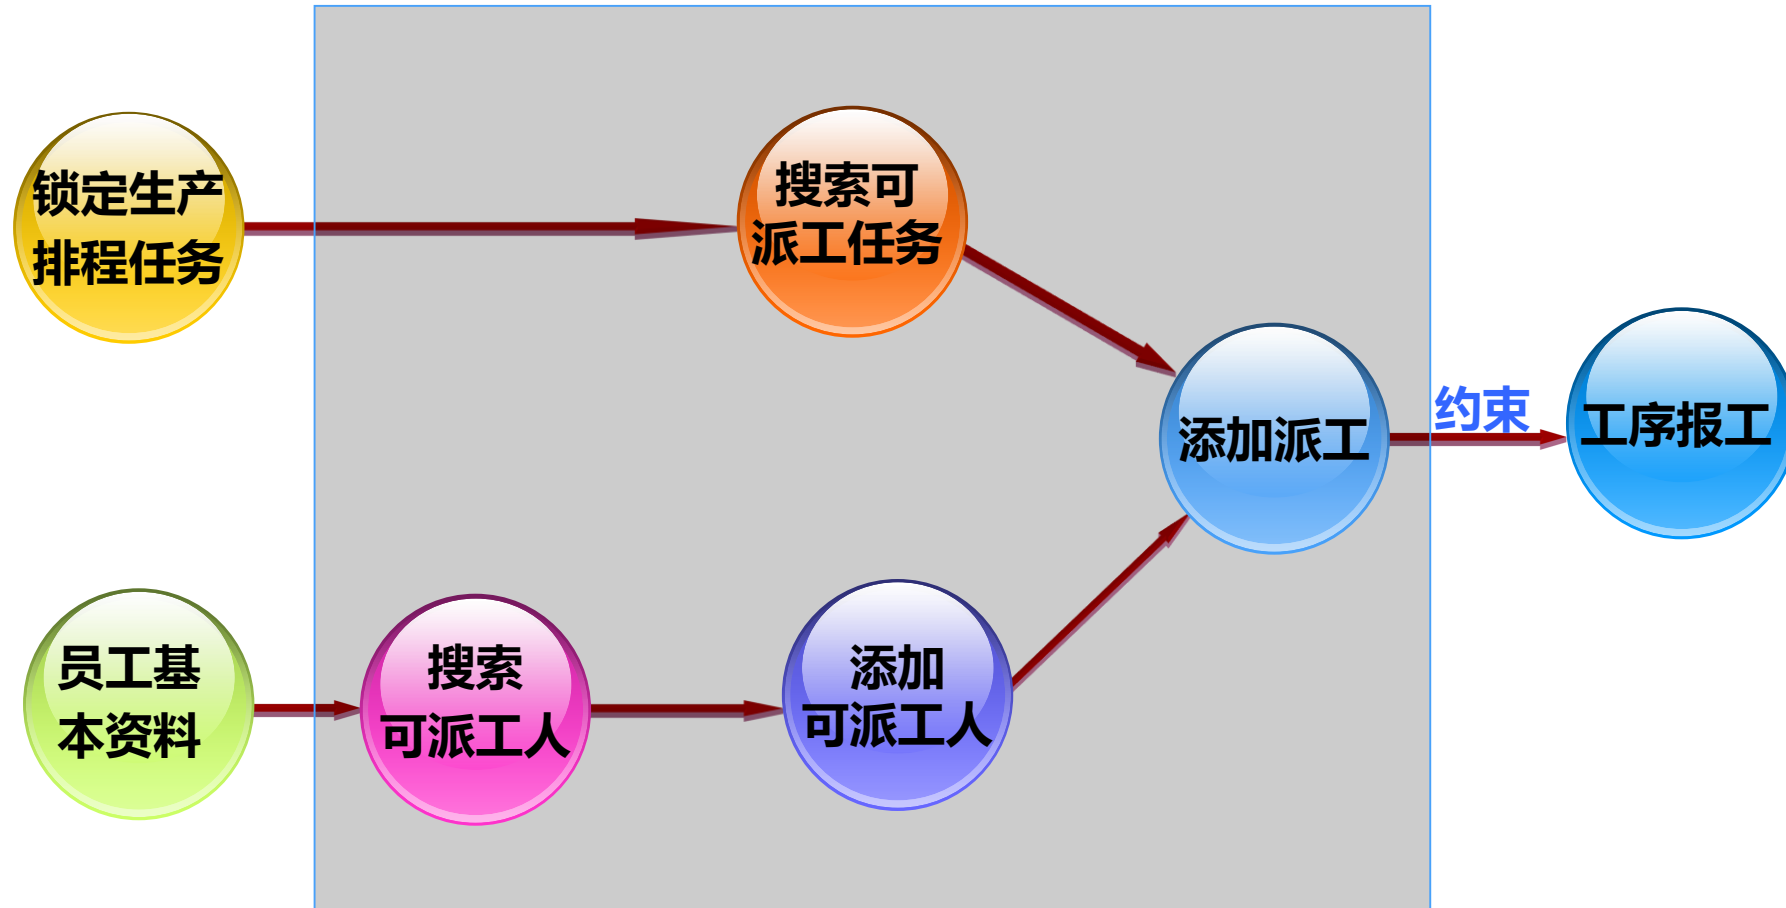 锁定生产
排程任务
搜索可
派工任务
添加派工
约束
工序报工
员工基
本资料
搜索
可派工人
添加
可派工人